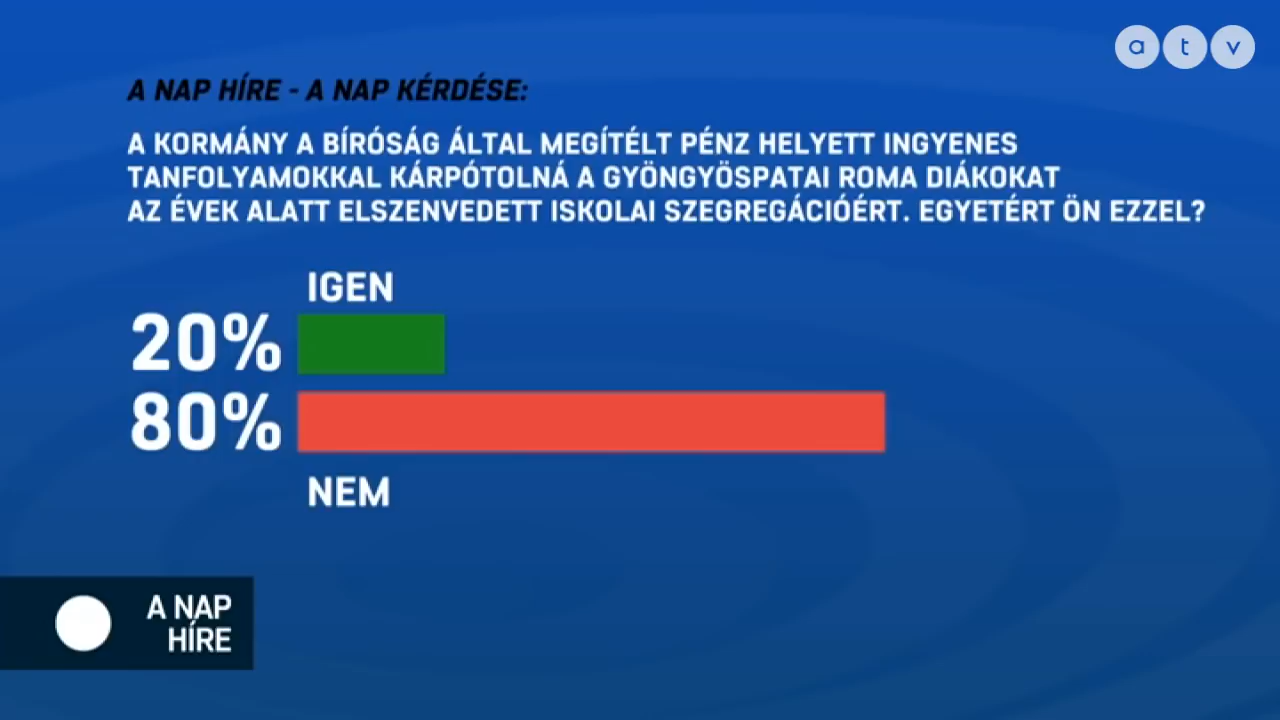 a t v
A NAP HÍRE - A NAP KÉRDÉSE:
A KORMÁNY A BÍRÓSÁG ÁLTAL MEGÍTÉLT PÉNZ HELYETT INGYENES
TANFOLYAMOKKAL KÁRPÓTOLNÁ A GYÖNGYÖSPATAI ROMA DIÁKOKAT
AZ ÉVEK ALATT ELSZENVEDETT ISKOLAI SZEGREGÁCIÓÉRT. EGYETÉRT ÖN EZZEL?
IGEN
20%
80%
NEM
A NAP
HÍRE